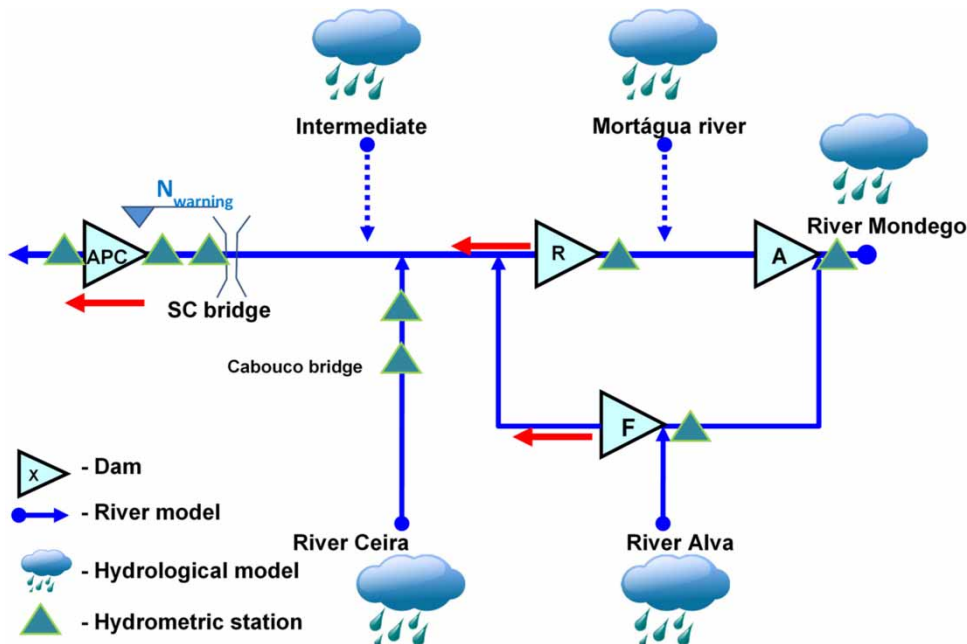 Intermediate
Mortágua river
River Mondego
N warning
APC
R
A
SC bridge
Cabouco bridge
F
X - Dam
- River model
River Ceira
River Alva
- Hydrological model
- Hydrometric station